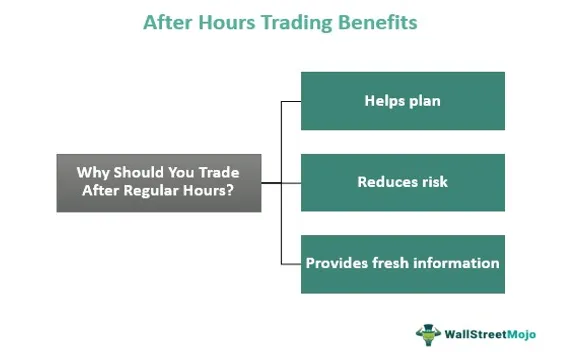 After Hours Trading Benefits
Helps plan
Why Should You Trade
After Regular Hours?
Reduces risk
Provides fresh information
WallStreetMojo